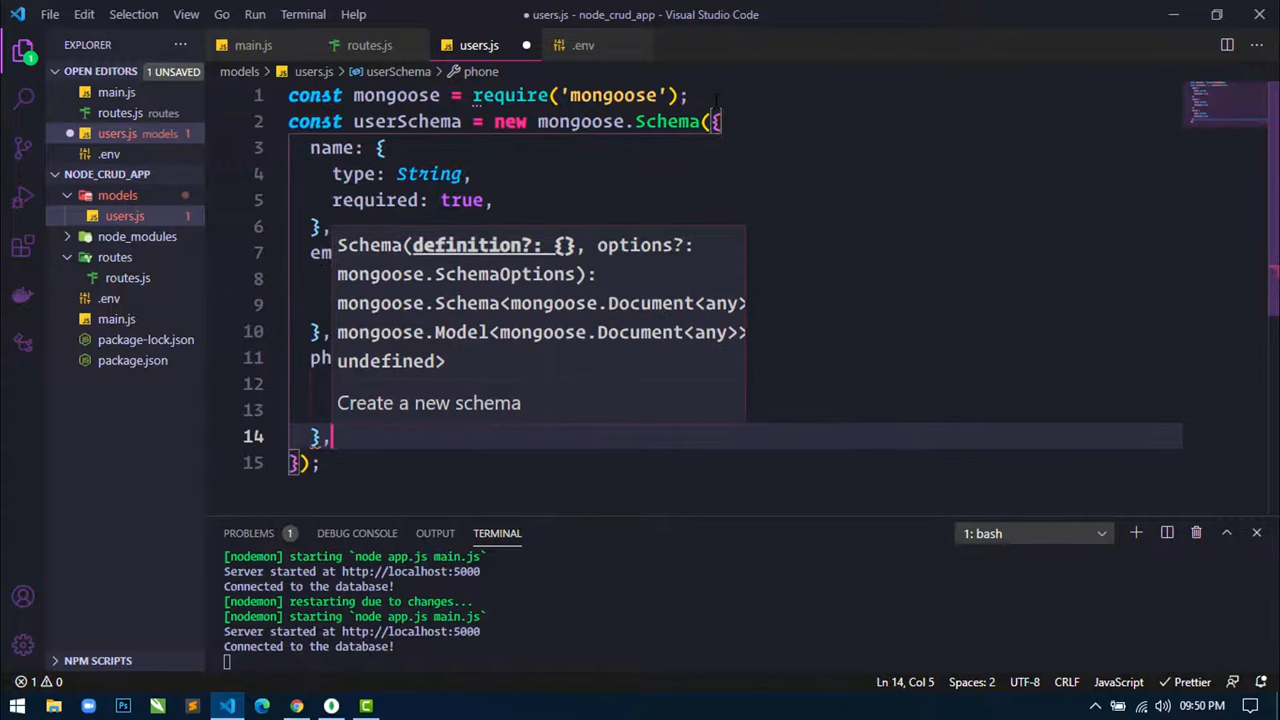 File Edit Selection View Go Run Terminal Help
● users.js - node_crud_app - Visual Studio Code
EXPLORER
main.js routes.js users.js .env
OPEN EDITORS 1 UNSAVED
models > users.js > userSchema > phone
main.js
routes.js routes
users.js models 1
.env
NODE_CRUD_APP
models
users.js 1
node_modules
routes
routes.js
.env
main.js
package-lock.json
package.json
NPM SCRIPTS
1 const mongoose = require('mongoose');
2 const userSchema = new mongoose.Schema({
3 name: {
4 type: String,
5 required: true,
6 },
7 em
8
9
10 },
11 ph
12
13
14 },
15 });
Schema(definition?: {}, options?:
mongoose.SchemaOptions):
mongoose.Schema<mongoose.Document<any>
mongoose.Model<mongoose.Document<any>>
undefined>
Create a new schema
PROBLEMS 1 DEBUG CONSOLE OUTPUT TERMINAL 1: bash
[nodemon] starting `node app.js main.js`
Server started at http://localhost:5000
Connected to the database!
[nodemon] restarting due to changes...
[nodemon] starting `node app.js main.js`
Server started at http://localhost:5000
Connected to the database!
1 0 Ln 14, Col 5 Spaces: 2 UTF-8 CRLF JavaScript Prettier
09:50 PM